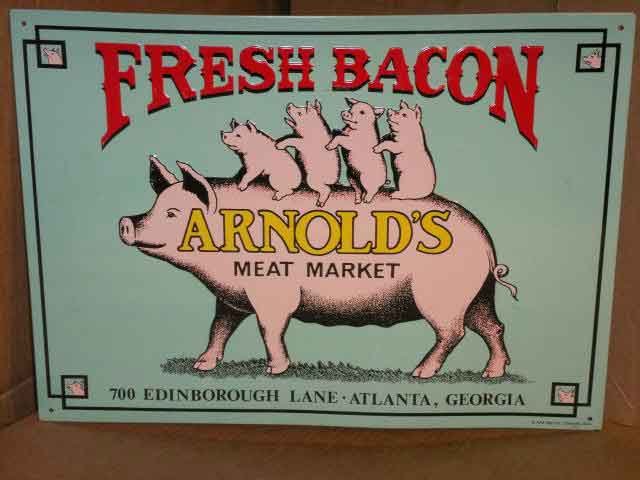 FRESH BACON
ARNOLD'S
MEAT MARKET
700 EDINBOROUGH LANE · ATLANTA, GEORGIA